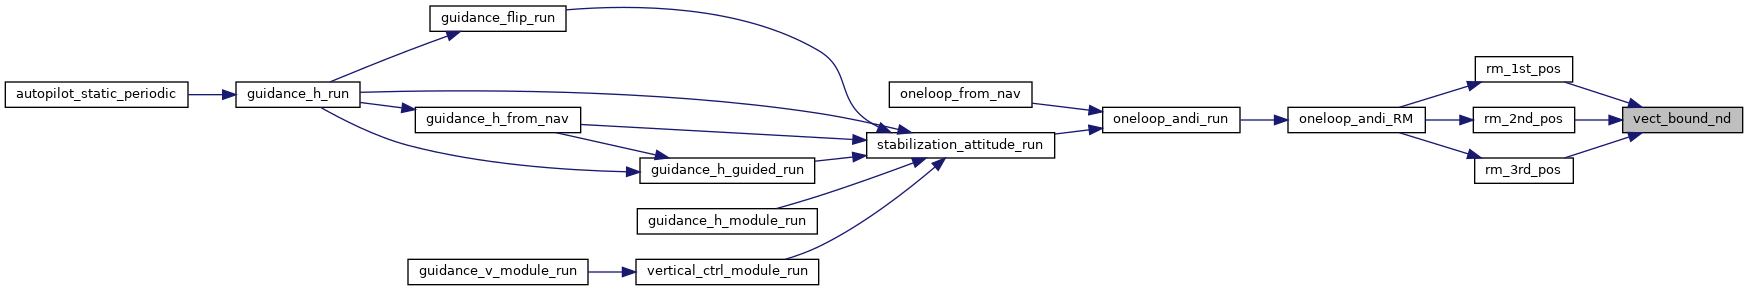 guidance_flip_run
autopilot_static_periodic
guidance_h_run
guidance_h_from_nav
guidance_h_guided_run
guidance_h_module_run
guidance_v_module_run
vertical_ctrl_module_run
oneloop_from_nav
stabilization_attitude_run
oneloop_andi_run
oneloop_andi_RM
rm_1st_pos
rm_2nd_pos
rm_3rd_pos
vect_bound_nd